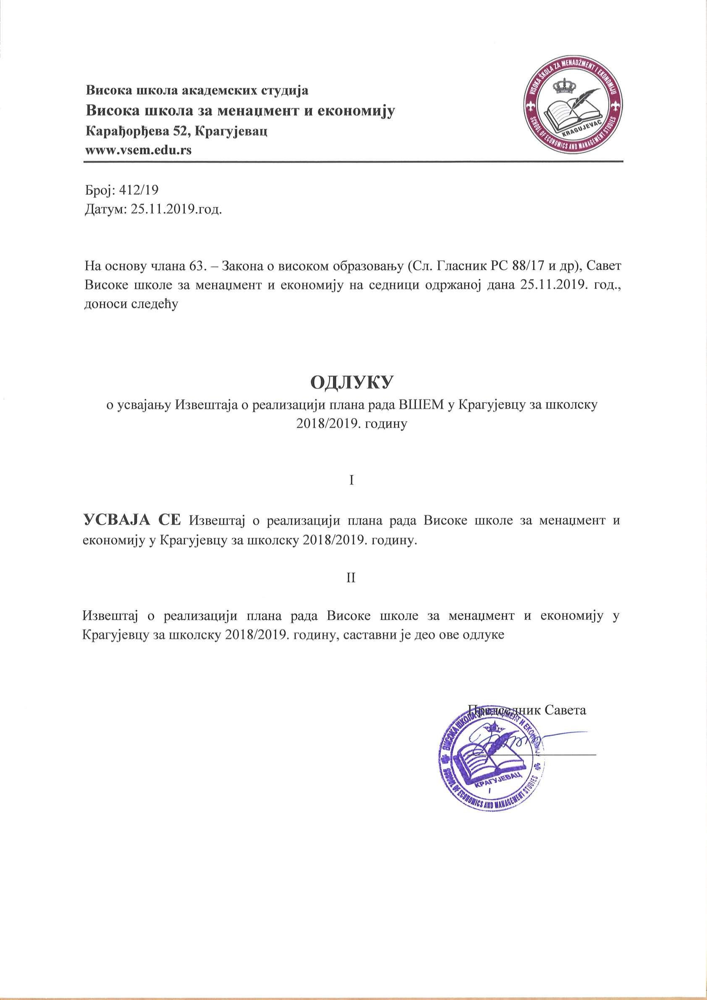 Висока школа академских студија
Висока школа за менаџмент и економију
Карађорђева 52, Крагујевац
www.vsem.edu.rs
VISOKA ŠKOLA ZA MENADŽMENT I EKONOMIJU
KRAGUJEVAC
SCHOOL OF ECONOMICS AND MANAGEMENT STUDIES
Број: 412/19
Датум: 25.11.2019.год.
На основу члана 63. – Закона о високом образовању (Сл. Гласник РС 88/17 и др), Савет
Високе школе за менаџмент и економију на седници одржаној дана 25.11.2019. год.,
доноси следећу
ОДЛУКУ
о усвајању Извештаја о реализацији плана рада ВШЕМ у Крагујевцу за школску
2018/2019. годину
I
УСВАЈА СЕ Извештај о реализацији плана рада Високе школе за менаџмент и
економију у Крагујевцу за школску 2018/2019. годину.
II
Извештај о реализацији плана рада Високе школе за менаџмент и економију у
Крагујевцу за школску 2018/2019. годину, саставни је део ове одлуке
Председник Савета
ВИСОКА ШКОЛА ЗА МЕНАЏМЕНТ И ЕКОНОМИЈУ
КРАГУЈЕВАЦ
I
SCHOOL OF ECONOMICS AND MANAGEMENT STUDIES